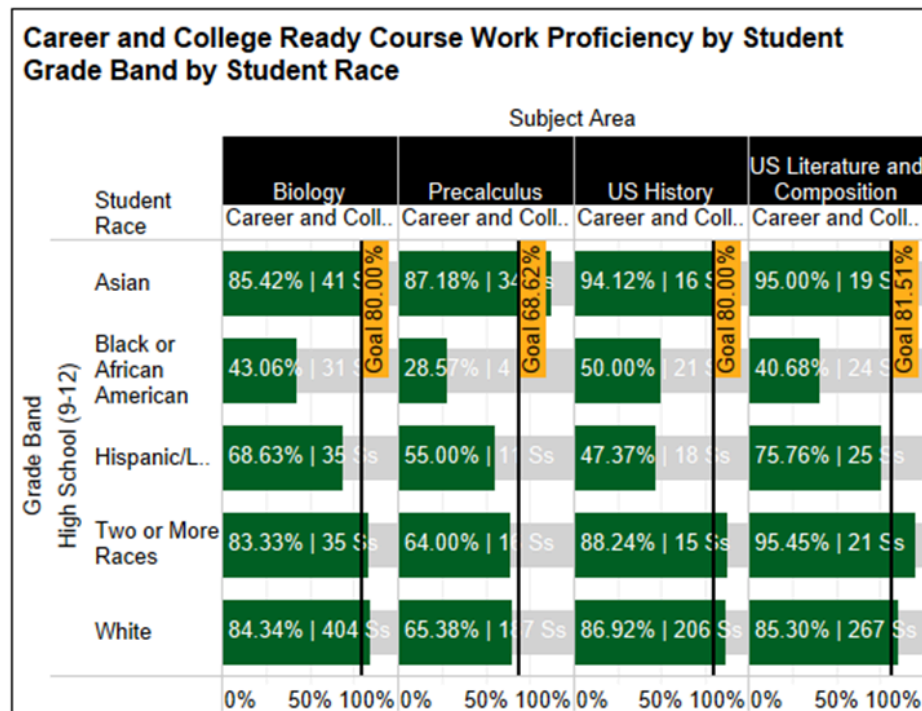 Career and College Ready Course Work Proficiency by Student
Grade Band by Student Race
Subject Area
Student
Race
Biology
Precalculus
US History
US Literature and
Composition
Career and Coll..
Career and Coll..
Career and Coll..
Career and Coll..
Grade Band
High School (9-12)
Asian
85.42% | 41 S
87.18% | 34 s
94.12% | 16 S
95.00% | 19 S
Goal 80.00%
Goal 68.62%
Goal 80.00%
Goal 81.51%
Black or
African
American
43.06% | 31 S
28.57% | 4
50.00% | 21 S
40.68% | 24 S
Hispanic/L..
68.63% | 35 Ss
55.00% | 11 Ss
47.37% | 18 Ss
75.76% | 25 Ss
Two or More
Races
83.33% | 35 Ss
64.00% | 16 Ss
88.24% | 15 Ss
95.45% | 21 Ss
White
84.34% | 404 Ss
65.38% | 187 Ss
86.92% | 206 Ss
85.30% | 267 Ss
0% 50% 100%
0% 50% 100%
0% 50% 100%
0% 50% 100%